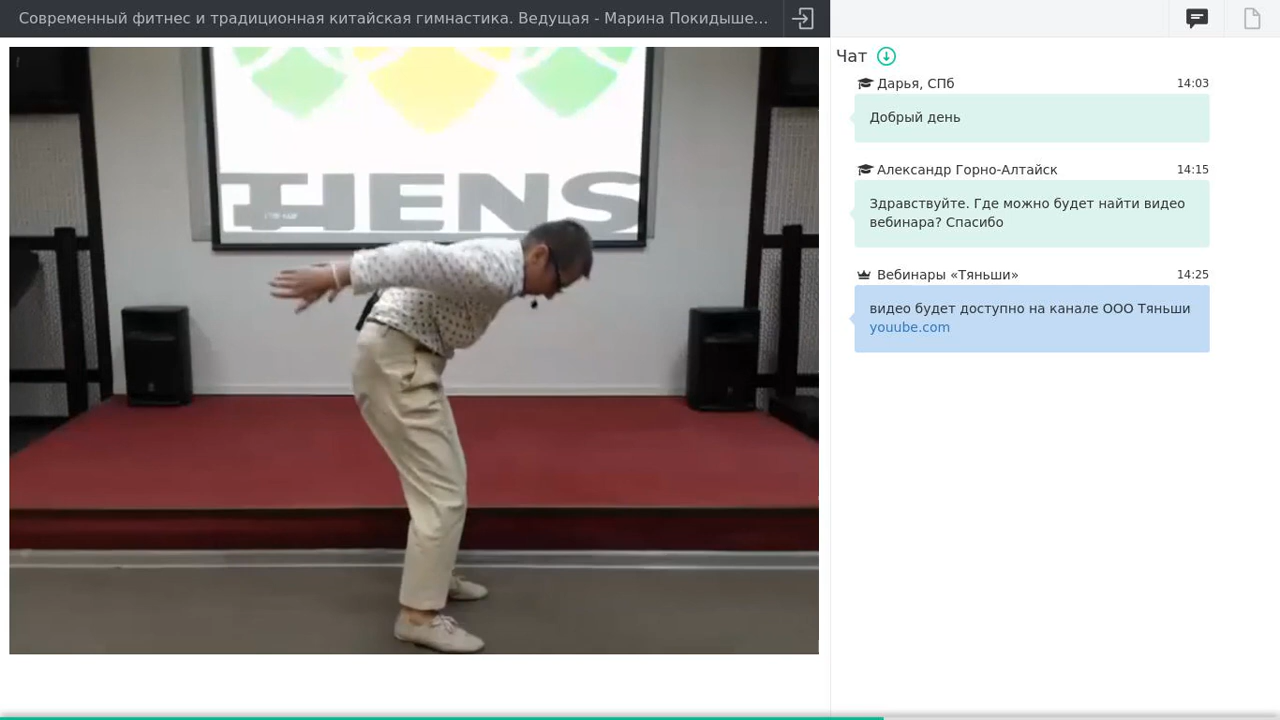 Современный фитнес и традиционная китайская гимнастика. Ведущая - Марина Покидыше...
Чат
Дарья, СПб 14:03
Добрый день
Александр Горно-Алтайск 14:15
Здравствуйте. Где можно будет найти видео
вебинара? Спасибо
Вебинары «Тяньши» 14:25
видео будет доступно на канале ООО Тяньши
youube.com
TIENS